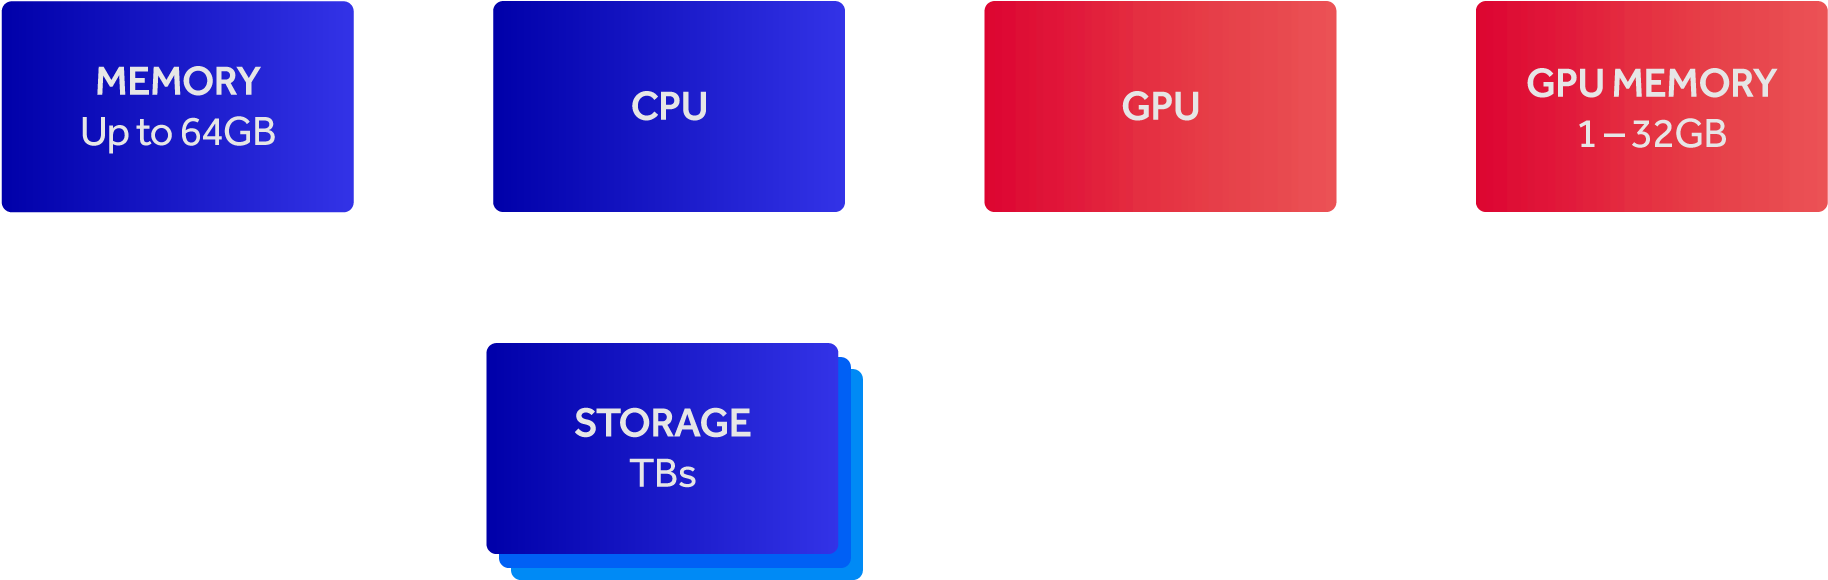 MEMORY
Up to 64GB
CPU
GPU
GPU MEMORY
1–32GB
STORAGE
TBs